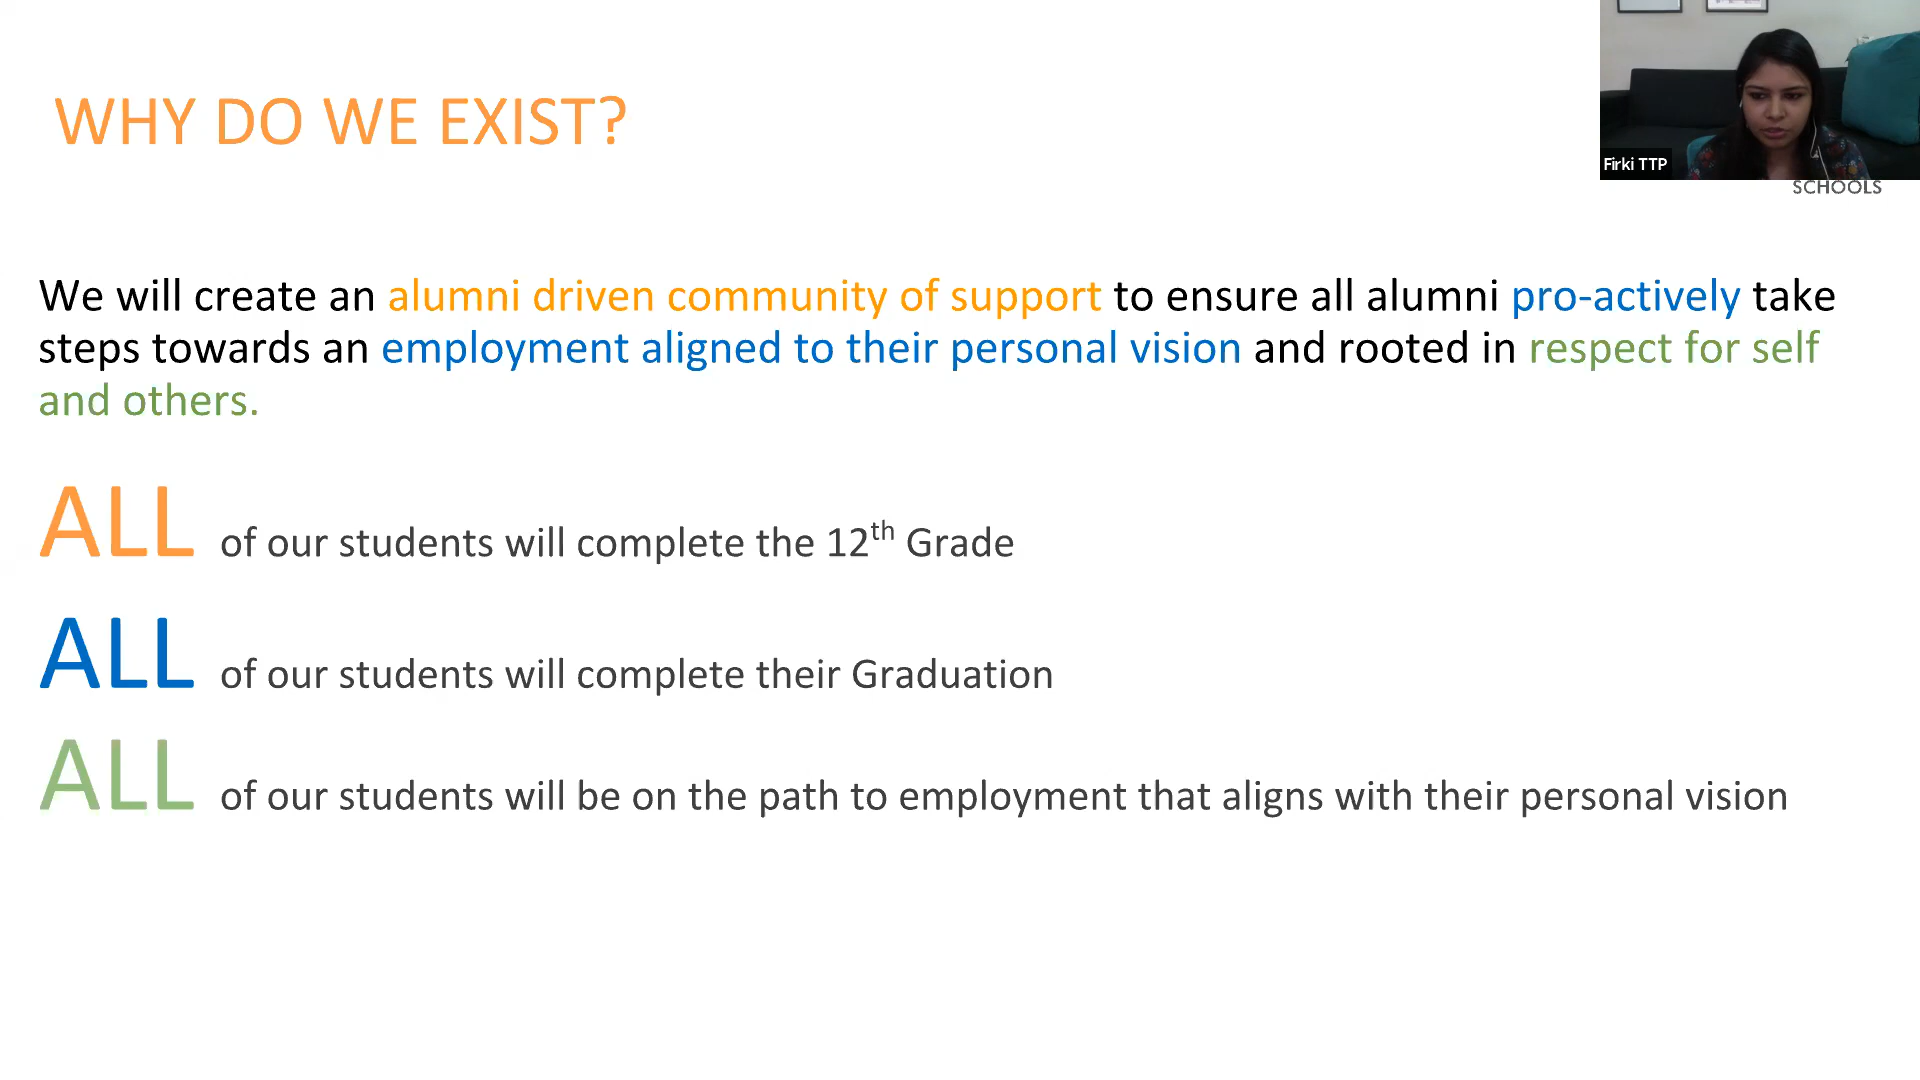 WHY DO WE EXIST?
Firki TTP
SCHOOLS
We will create an alumni driven community of support to ensure all alumni pro-actively take
steps towards an employment aligned to their personal vision and rooted in respect for self
and others.
ALL of our students will complete the 12th Grade
ALL of our students will complete their Graduation
ALL of our students will be on the path to employment that aligns with their personal vision